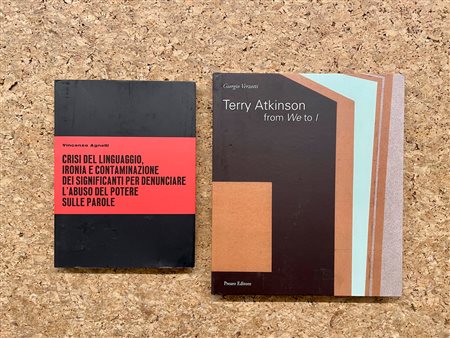 Vincenzo Agnetti
CRISI DEL LINGUAGGIO,
IRONIA E CONTAMINAZIONE
DEI SIGNIFICANTI PER DENUNCIARE
L'ABUSO DEL POTERE
SULLE PAROLE
Giorgio Verzotti
Terry Atkinson
from We to I
Pesaro Editore